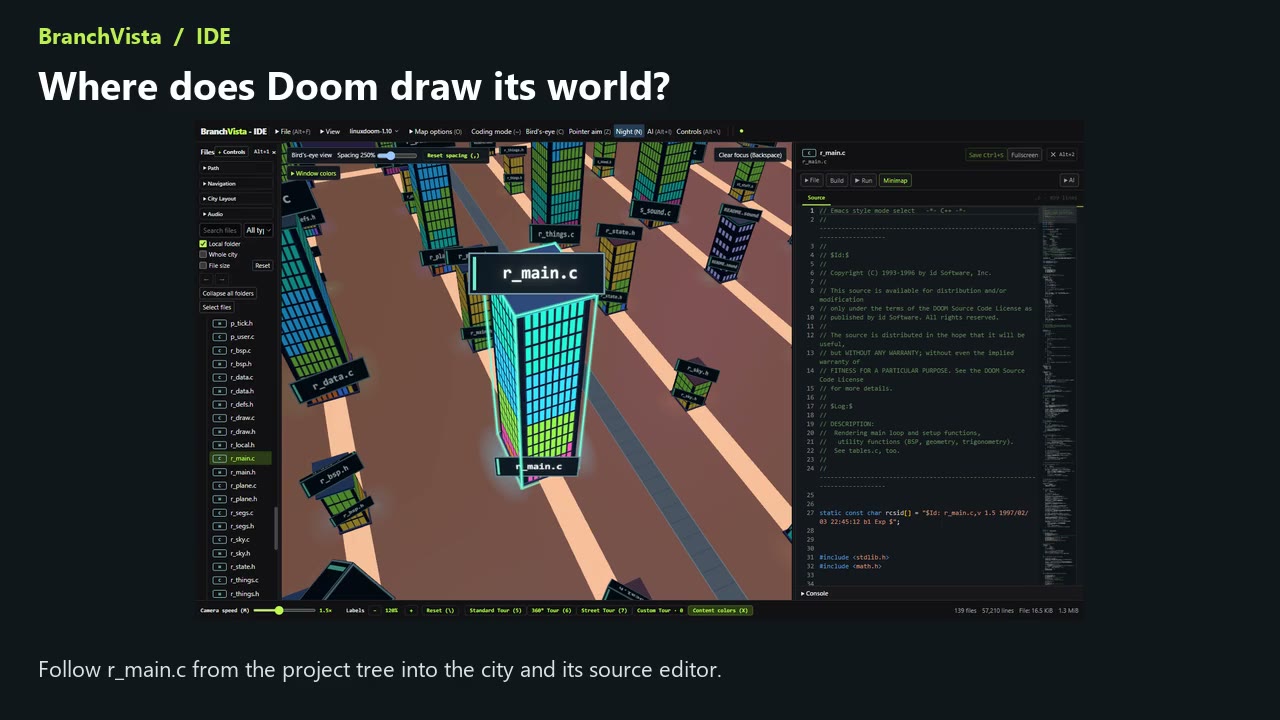 BranchVista / IDE
Where does Doom draw its world?
BranchVista - IDE
File (Alt+F)
View
linuxdoom-1.10
Map options (O)
Coding mode (~)
Bird's-eye (C)
Pointer aim (Z)
Night (N)
AI (Alt+I)
Controls (Alt+\)
Files
Controls
Alt+1
Path
Navigation
City Layout
Audio
Search files
All ty
Local folder
Whole city
File size
Reset
Collapse all folders
Select files
H p_tick.h
C p_user.c
C r_bsp.c
H r_bsp.h
C r_data.c
H r_data.h
H r_defs.h
C r_draw.c
H r_draw.h
H r_local.h
C r_main.c
H r_main.h
C r_plane.c
H r_plane.h
C r_segs.c
H r_segs.h
C r_sky.c
H r_sky.h
H r_state.h
C r_things.c
H r_things.h
Bird's-eye view
Spacing 250%
Reset spacing (,)
Clear focus (Backspace)
Window colors
s_sound.c
r_things.c
r_state.h
r_main.c
r_data.c
r_sky.h
r_bsp.h
r_main.c
r_main.c
r_main.c
Save Ctrl+S
Fullscreen
× Alt+2
File
Build
Run
Minimap
AI
Source
1 // Emacs style mode select -*- C++ -*-
2 //
-----------------------------------------------------------------------------
3 //
4 // $Id:$
5 //
6 // Copyright (C) 1993-1996 by id Software, Inc.
7 //
8 // This source is available for distribution and/or
modification
9 // only under the terms of the DOOM Source Code License as
10 // published by id Software. All rights reserved.
11 //
12 // The source is distributed in the hope that it will be
useful,
13 // but WITHOUT ANY WARRANTY; without even the implied
warranty of
14 // FITNESS FOR A PARTICULAR PURPOSE. See the DOOM Source
Code License
15 // for more details.
16 //
17 // $Log:$
18 //
19 // DESCRIPTION:
20 // Rendering main loop and setup functions,
21 // utility functions (BSP, geometry, trigonometry).
22 // See tables.c, too.
23 //
24 //
-----------------------------------------------------------------------------
25
26
27 static const char rcsid[] = "$Id: r_main.c,v 1.5 1997/02/
03 22:45:12 b1 Exp $";
28
29
30
31 #include <stdlib.h>
32 #include <math.h>
33
34
Console
Camera speed (M)
1.5×
Labels
-
120%
+
Reset (\)
Standard Tour (5)
360° Tour (6)
Street Tour (7)
Custom Tour · 0
Content colors (X)
139 files
57,210 lines
File: 16.5 KiB
1.3 MiB
Follow r_main.c from the project tree into the city and its source editor.